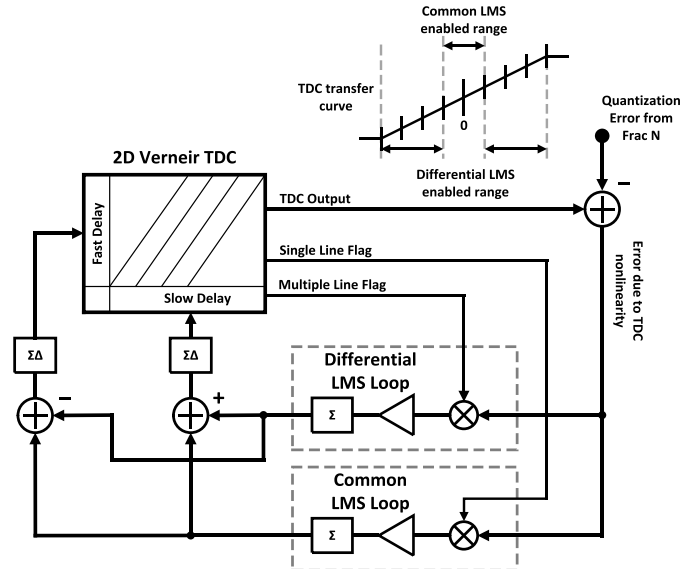 Common LMS
enabled range
TDC transfer
curve
0
Differential LMS
enabled range
Quantization
Error from
Frac N
−
2D Verneir TDC
Fast Delay
Slow Delay
TDC Output
Single Line Flag
Multiple Line Flag
Error due to TDC
nonlinearity
ΣΔ
ΣΔ
−
+
Differential
LMS Loop
Σ
Common
LMS Loop
Σ